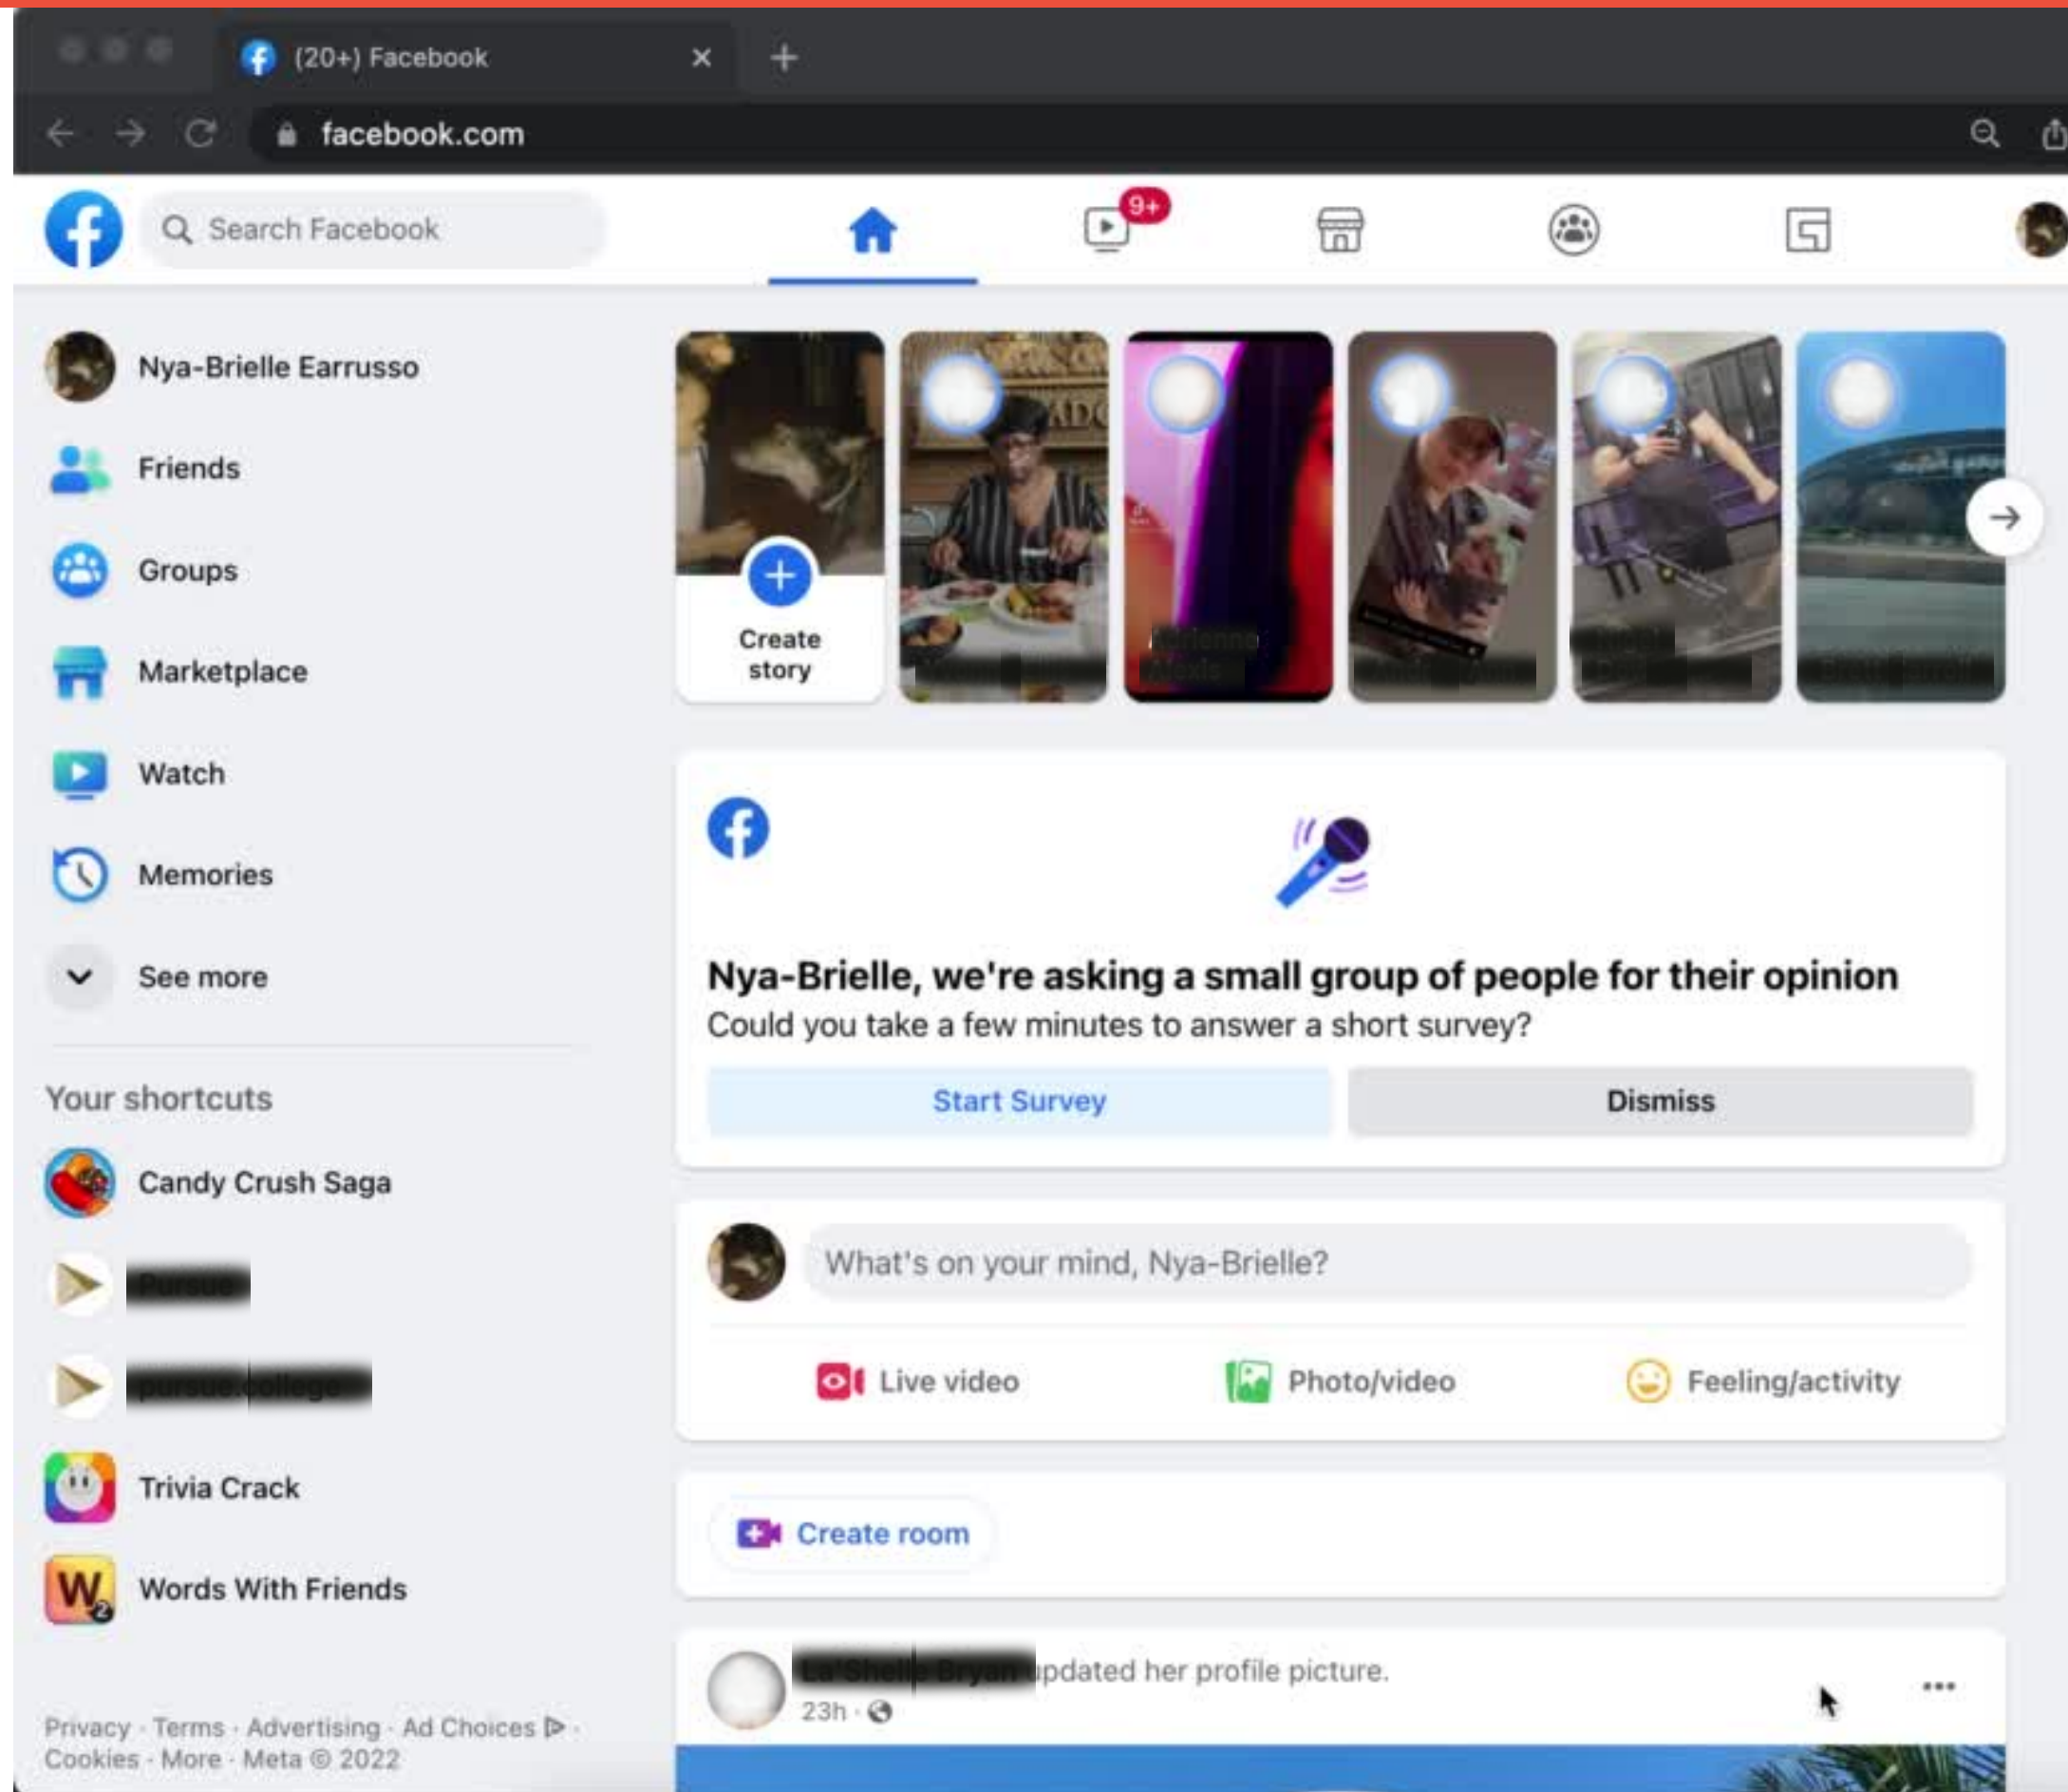 (20+) Facebook
facebook.com
Search Facebook
9+
Nya-Brielle Earrusso
Friends
Groups
Marketplace
Watch
Memories
See more
Your shortcuts
Candy Crush Saga
Trivia Crack
Words With Friends
Privacy · Terms · Advertising · Ad Choices ·
Cookies · More · Meta © 2022
Create
story
Nya-Brielle, we're asking a small group of people for their opinion
Could you take a few minutes to answer a short survey?
Start Survey
Dismiss
What's on your mind, Nya-Brielle?
Live video
Photo/video
Feeling/activity
Create room
updated her profile picture.
23h ·